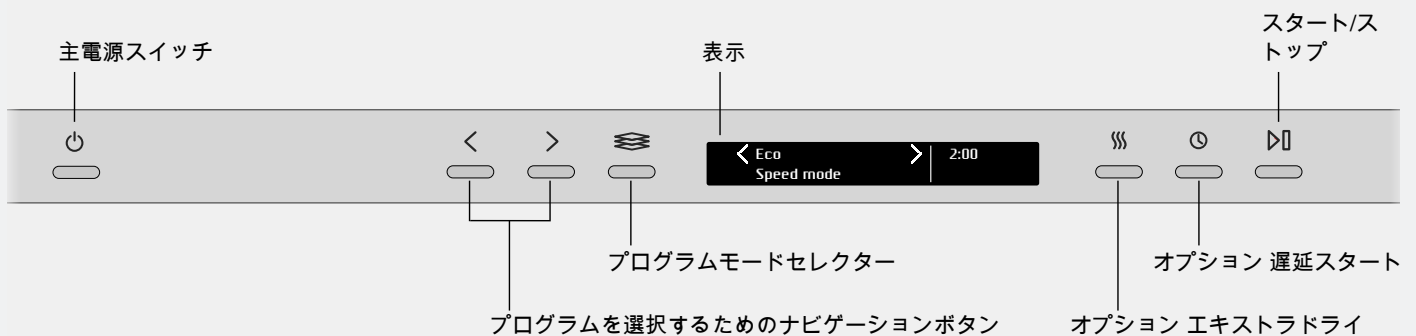 スタート/ス
トップ
主電源スイッチ
表示
Eco
2:00
Speed mode
プログラムモードセレクター
オプション 遅延スタート
プログラムを選択するためのナビゲーションボタン
オプション エキストラドライ